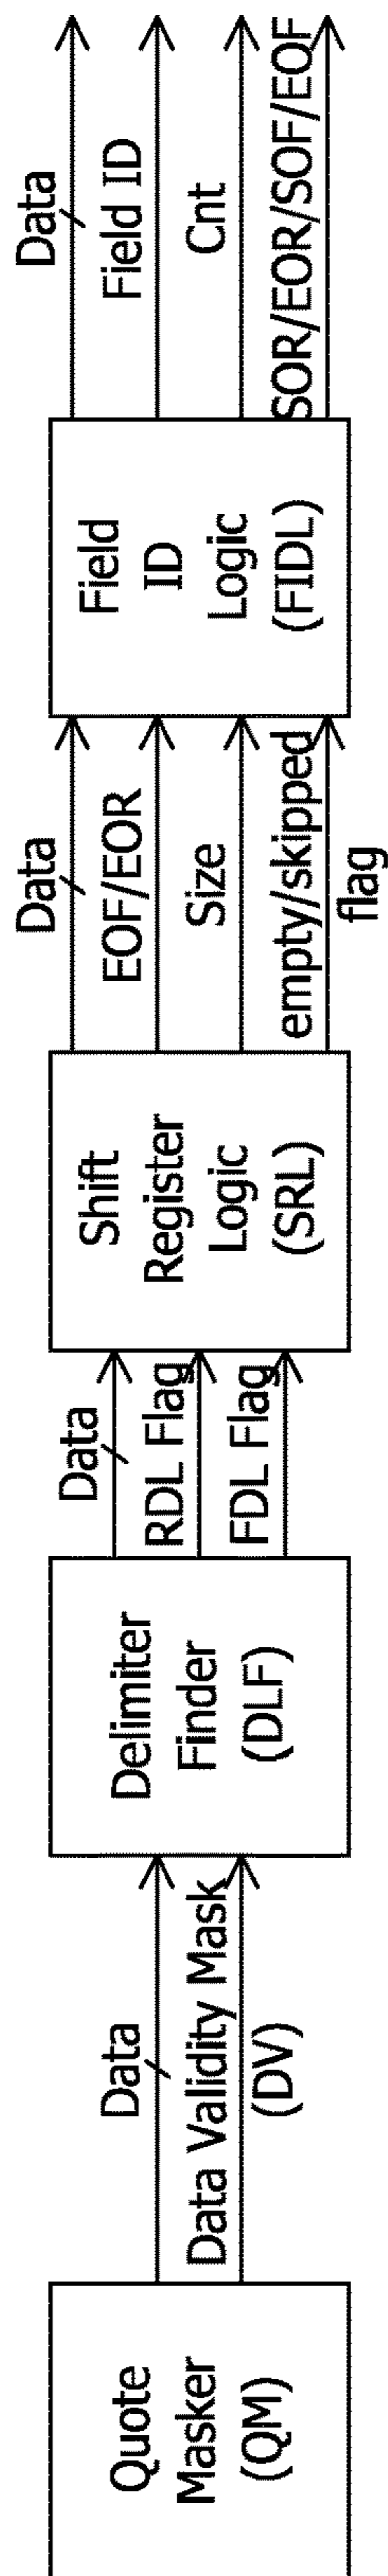 Quote
Masker
(QM)
Data
Data Validity Mask
(DV)
Delimiter
Finder
(DLF)
Data
RDL Flag
FDL Flag
Shift
Register
Logic
(SRL)
Data
EOF/EOR
Size
empty/skipped
flag
Field
ID
Logic
(FIDL)
Data
Field ID
Cnt
SOR/EOR/SOF/EOF